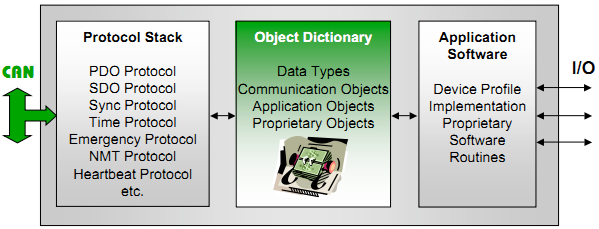 CAN
Protocol Stack
PDO Protocol
SDO Protocol
Sync Protocol
Time Protocol
Emergency Protocol
NMT Protocol
Heartbeat Protocol
etc.
Object Dictionary
Data Types
Communication Objects
Application Objects
Proprietary Objects
Application
Software
Device Profile
Implementation
Proprietary
Software
Routines
I/O